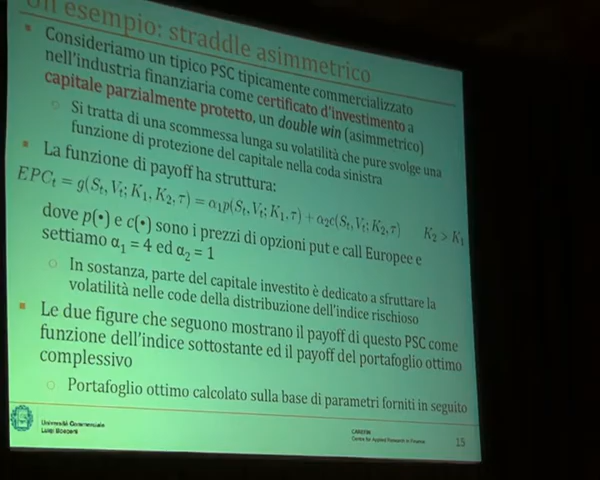 Un esempio: straddle asimmetrico
▪ Consideriamo un tipico PSC tipicamente commercializzato
nell'industria finanziaria come certificato d'investimento a
capitale parzialmente protetto, un double win (asimmetrico)
○ Si tratta di una scommessa lunga su volatilità che pure svolge una
funzione di protezione del capitale nella coda sinistra
▪ La funzione di payoff ha struttura:
EPC_t = g(S_t, V_t; K_1, K_2, τ) = α_1p(S_t, V_t; K_1, τ) + α_2c(S_t, V_t; K_2, τ) K_2 > K_1
dove p(•) e c(•) sono i prezzi di opzioni put e call Europee e
settiamo α_1 = 4 ed α_2 = 1
○ In sostanza, parte del capitale investito è dedicato a sfruttare la
volatilità nelle code della distribuzione dell'indice rischioso
▪ Le due figure che seguono mostrano il payoff di questo PSC come
funzione dell'indice sottostante ed il payoff del portafoglio ottimo
complessivo
○ Portafoglio ottimo calcolato sulla base di parametri forniti in seguito
Università Commerciale
Luigi Bocconi
CAREFIN
Centre for Applied Research in Finance
15